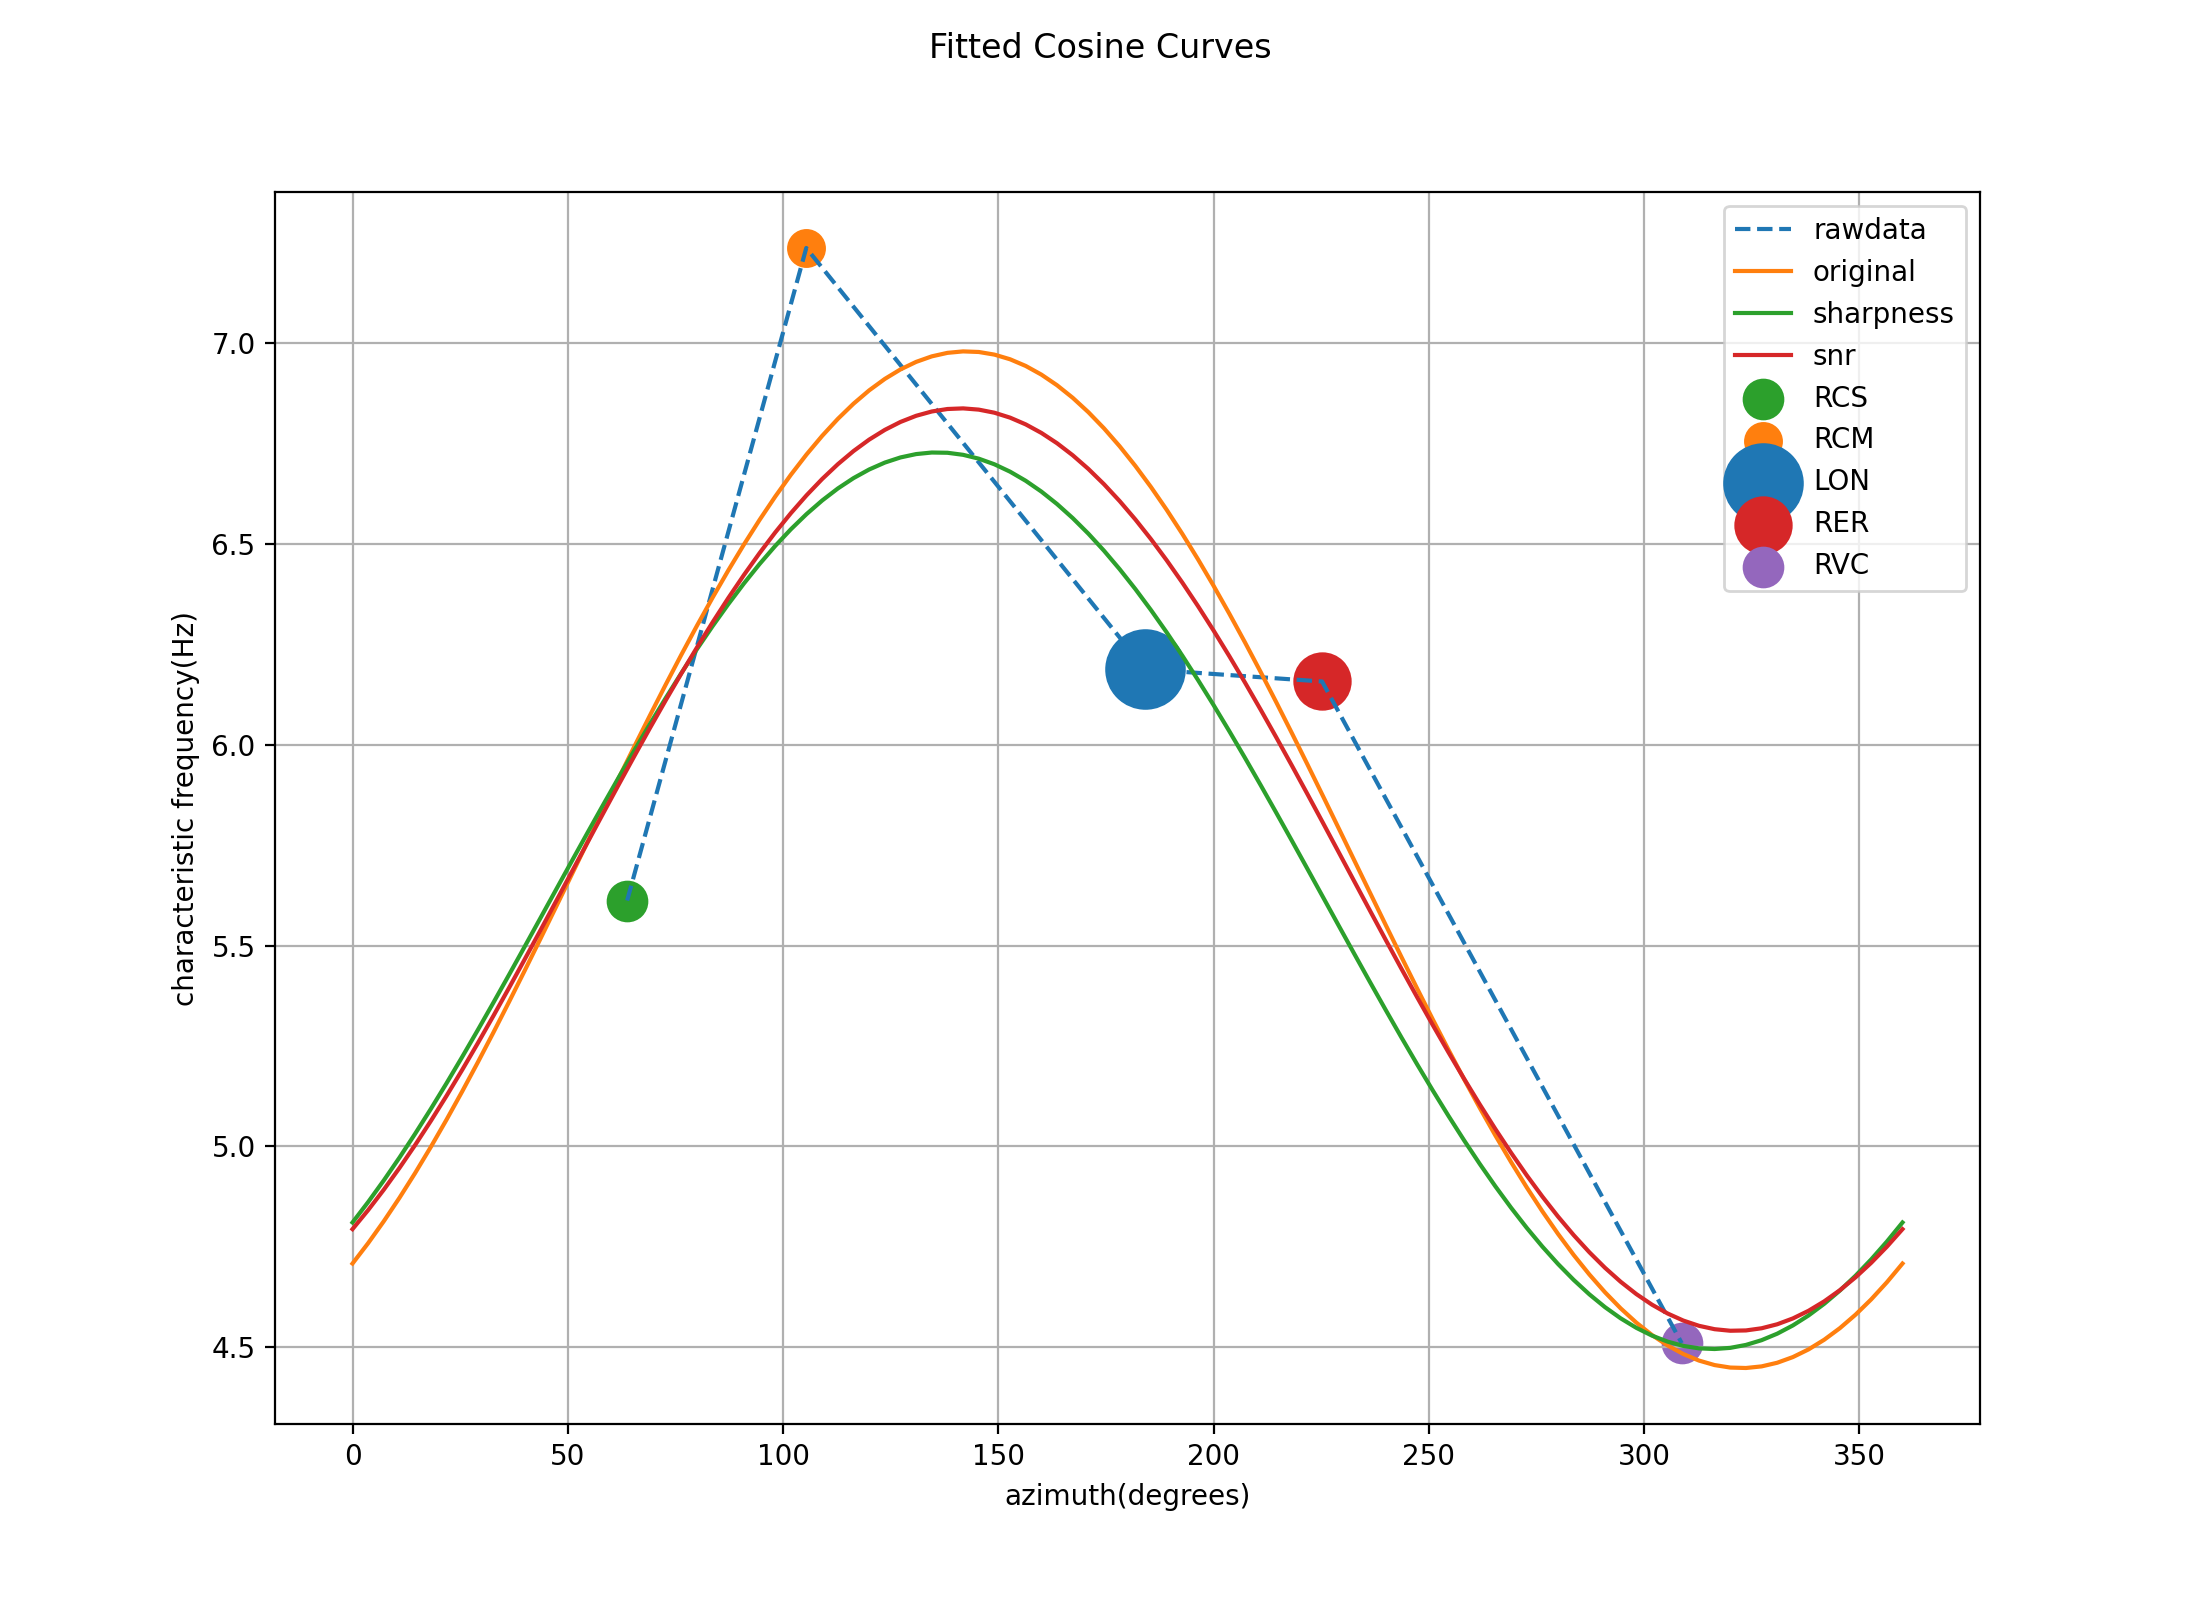 Fitted Cosine Curves
characteristic frequency(Hz)
7.0
6.5
6.0
5.5
5.0
4.5
0 50 100 150 200 250 300 350
azimuth(degrees)
rawdata
original
sharpness
snr
RCS
RCM
LON
RER
RVC